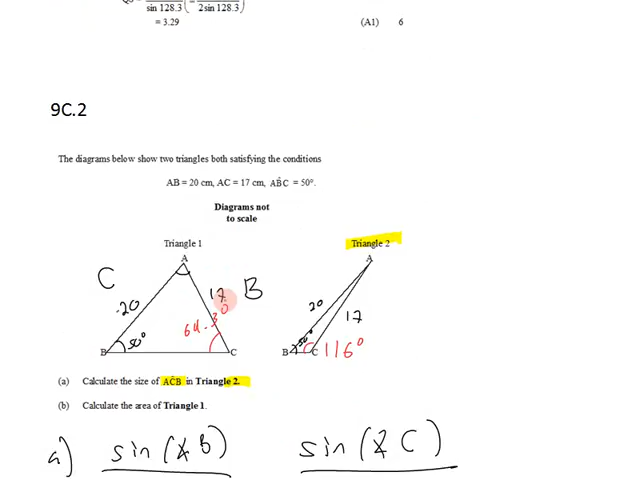 sin 128.3 2sin 128.3
= 3.29 (A1) 6
9C.2
The diagrams below show two triangles both satisfying the conditions
AB = 20 cm, AC = 17 cm, AB̂C = 50°.
Diagrams not
to scale
Triangle 1 Triangle 2
A A
C 17 B
20 20
64.3° 17
50° 50°
B C B C 116°
(a) Calculate the size of AĈB in Triangle 2.
(b) Calculate the area of Triangle 1.
a) sin (∡ B) sin (∡ C)